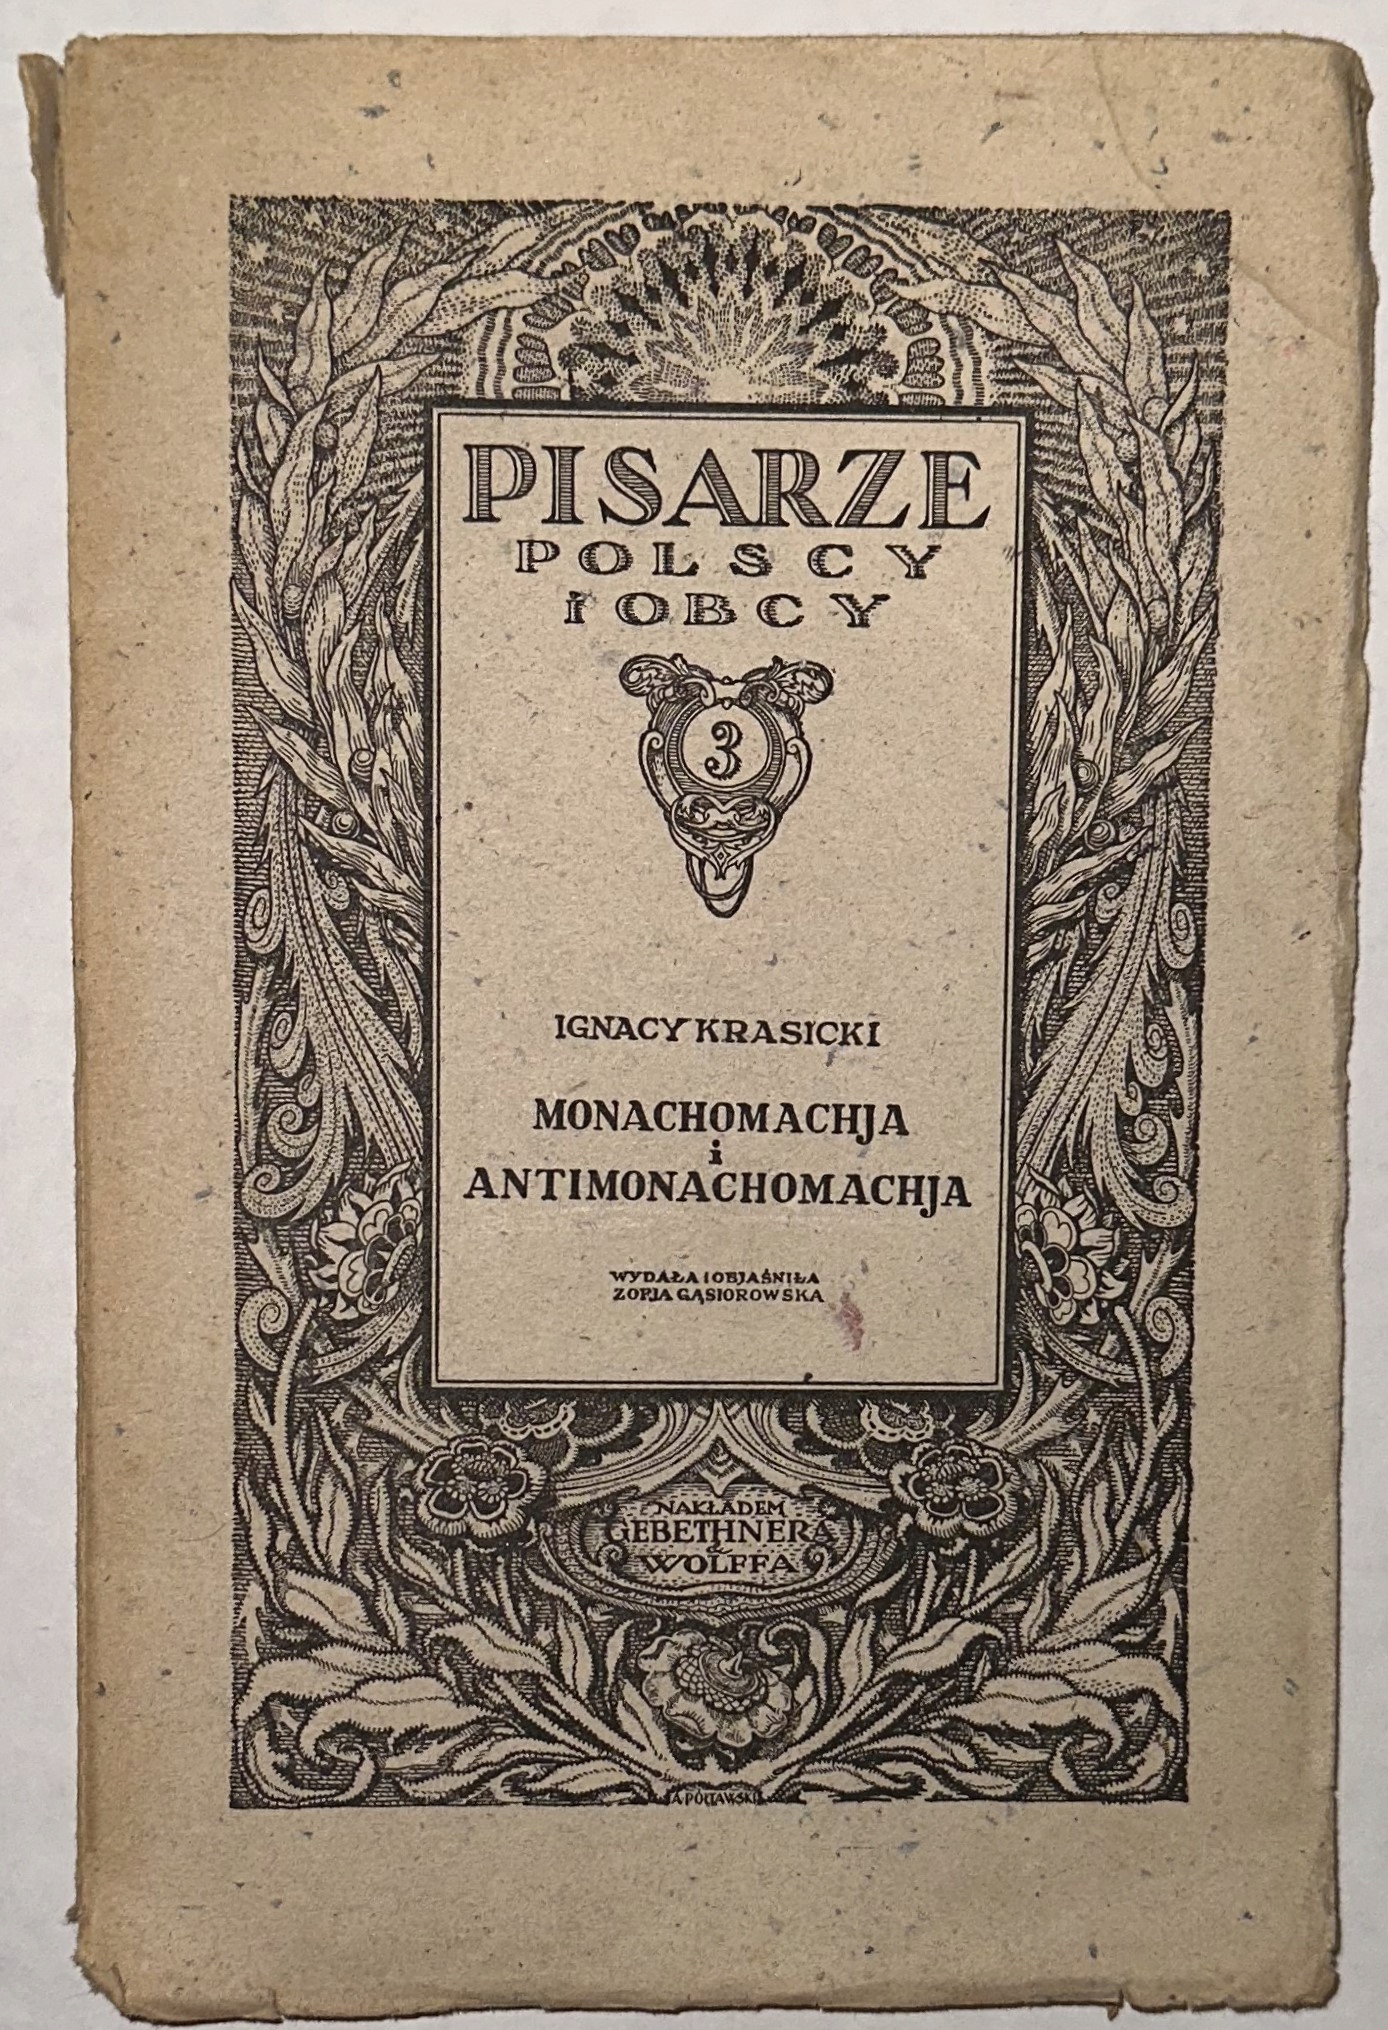 PISARZE
POLSCY
i OBCY
3
IGNACY KRASICKI
MONACHOMACHJA
i
ANTIMONACHOMACHJA
WYDAŁA I OBJAŚNIŁA
ZOFJA GĄSIOROWSKA
NAKŁADEM
GEBETHNERA
&
WOLFFA
A. PÓŁTAWSKI